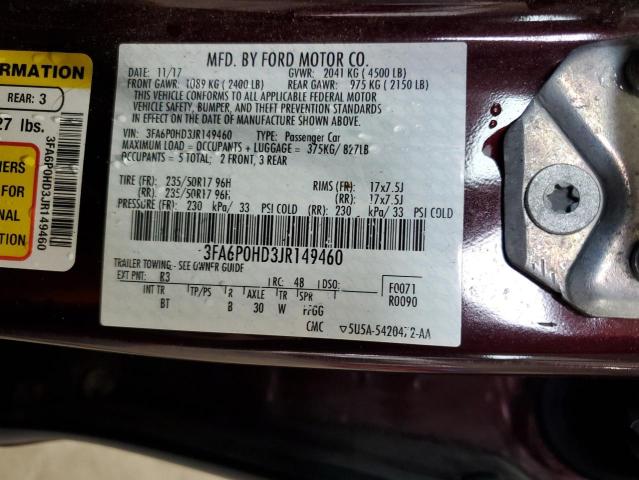 MFD. BY FORD MOTOR CO.
DATE: 11/17 GVWR: 2041 KG (4500 LB)
FRONT GAWR: 1089 KG (2400 LB) REAR GAWR: 975 KG (2150 LB)
THIS VEHICLE CONFORMS TO ALL APPLICABLE FEDERAL MOTOR
VEHICLE SAFETY, BUMPER, AND THEFT PREVENTION STANDARDS
IN EFFECT ON THE DATE OF MANUFACTURE SHOWN ABOVE.
VIN: 3FA6P0HD3JR149460 TYPE: Passenger Car
MAXIMUM LOAD = OCCUPANTS + LUGGAGE = 375KG/ 827LB
OCCUPANTS = 5 TOTAL: 2 FRONT, 3 REAR
TIRE (FR): 235/50R17 96H RIMS (FR): 17x7.5J
(RR): 235/50R17 96H (RR): 17x7.5J
PRESSURE (FR) 230 kPa/ 33 PSI COLD (RR) 230 kPa/ 33 PSI COLD
3FA6P0HD3JR149460
TRAILER TOWING - SEE OWNER GUIDE
EXT PNT: R3 RC: 48 DSO: F0071
INT TR TP/PS R AXLE TR SPR R0090
BT B 30 W FFGG
CMC 5U5A-5420472-AA
ORMATION
REAR: 3
27 lbs.
3FA6P0HD3JR149460
IERS
FOR
NAL